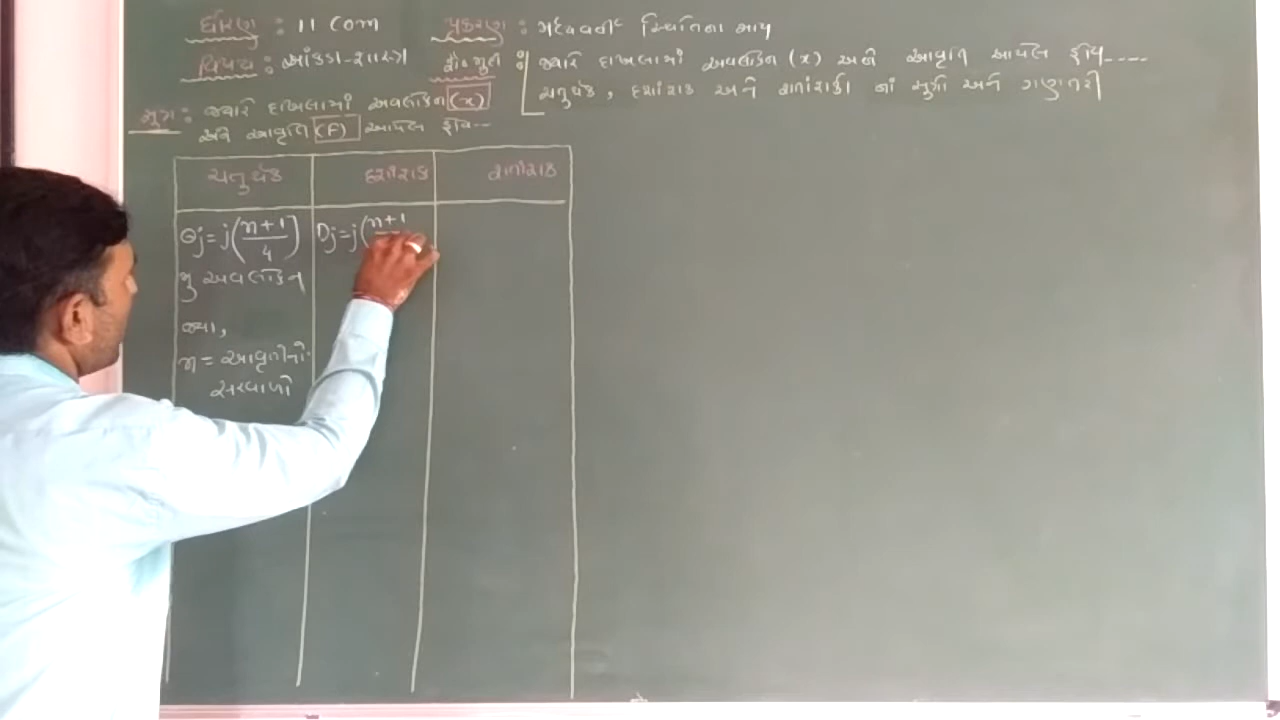 ધોરણ : 11 Com
પ્રકરણ : મધ્યવર્તી સ્થિતિના માપ
વિષય : આંકડા-શાસ્ત્ર
જ્યારે દાખલામાં અવલોકન (x) અને આવૃત્તિ આપેલ હોય....
ચતુર્થક, દશાંશક અને શતાંશકો નાં સુત્રો અને ગણતરી
સુત્ર : જ્યારે દાખલામાં અવલોકન (x)
અને આવૃત્તિ (F) આપેલ હોય...
ચતુર્થક દશાંશક શતાંશક
Qj = j(n+1/4) Dj = j(n+1
મુ અવલોકન
જ્યાં,
n = આવૃત્તિનો
સરવાળો